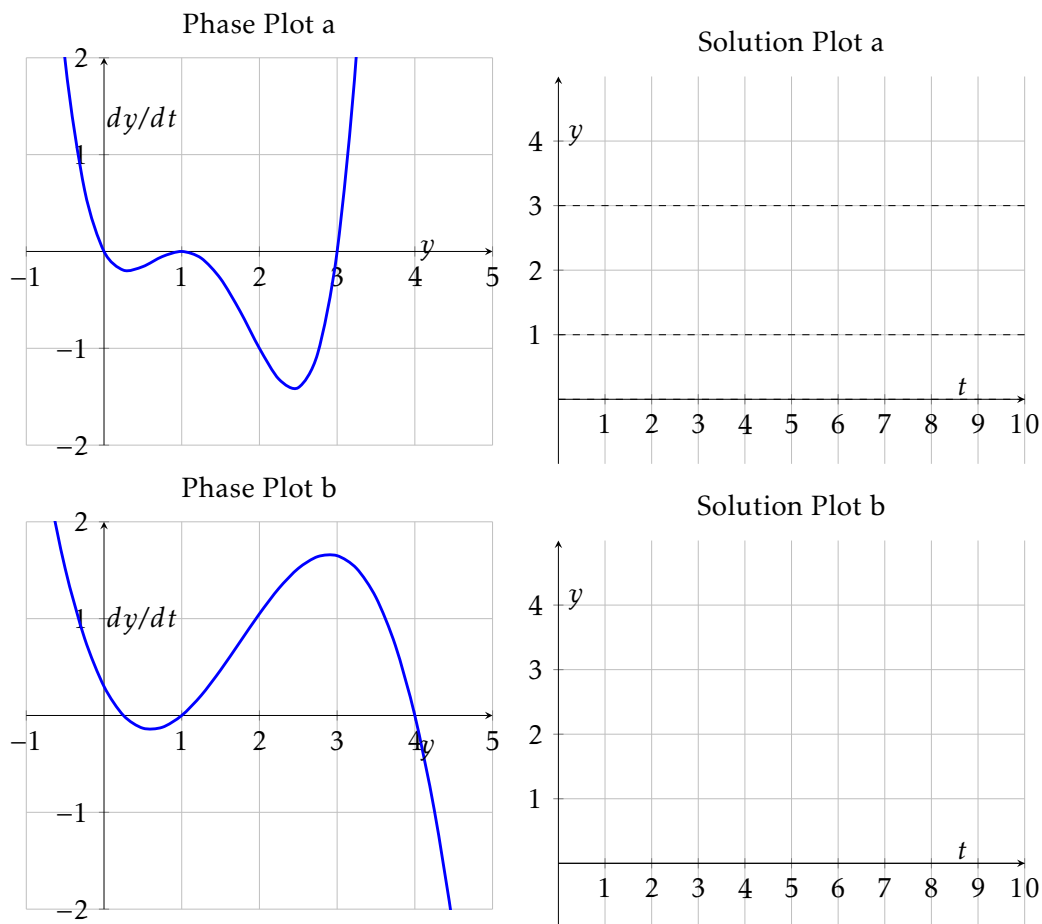 Phase Plot a
2
dy/dt
1
y
−1 1 2 3 4 5
−1
−2
Solution Plot a
y
4
3
2
1
t
1 2 3 4 5 6 7 8 9 10
Phase Plot b
2
1 dy/dt
−1 1 2 3 4 y 5
−1
−2
Solution Plot b
4 y
3
2
1
t
1 2 3 4 5 6 7 8 9 10